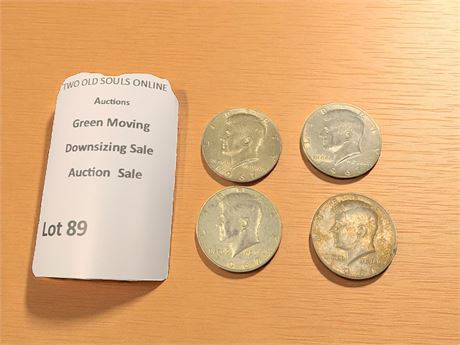 TWO OLD SOULS ONLINE
Auctions
Green Moving
Downsizing Sale
Auction Sale
Lot 89